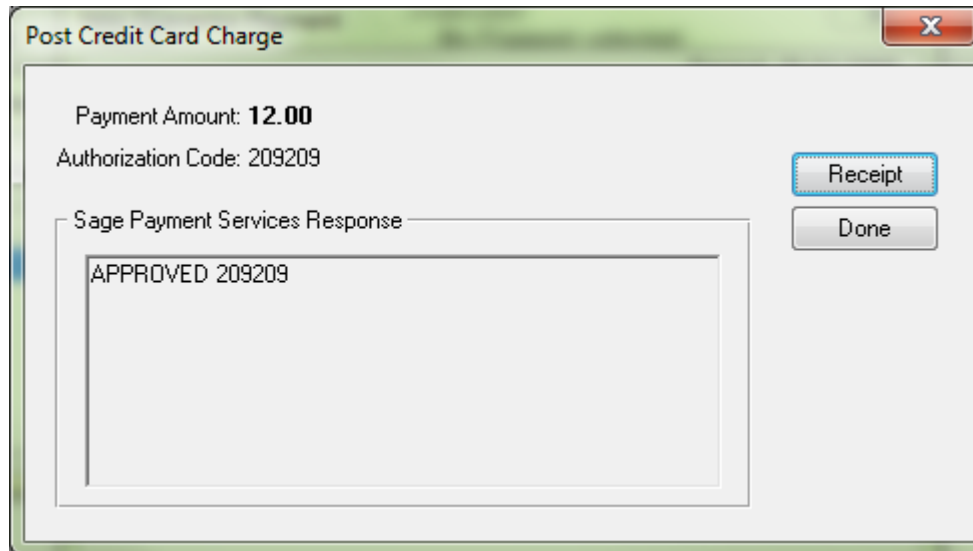 Post Credit Card Charge
Payment Amount: 12.00
Authorization Code: 209209
Receipt
Sage Payment Services Response
Done
APPROVED 209209